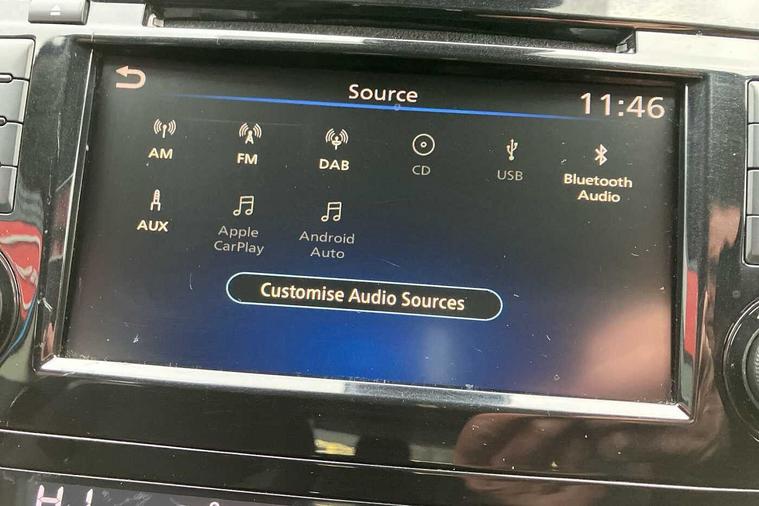 Source
11:46
AM
FM
DAB
CD
USB
Bluetooth
Audio
AUX
Apple
CarPlay
Android
Auto
Customise Audio Sources